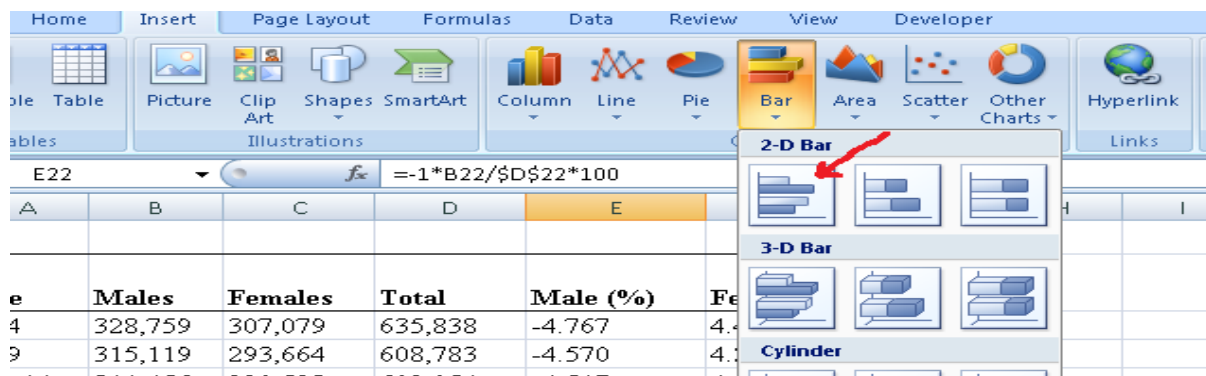 Home Insert Page Layout Formulas Data Review View Developer
Table Picture Clip Art Shapes SmartArt Column Line Pie Bar Area Scatter Other Charts Hyperlink
Illustrations Links
2-D Bar
E22 fx =-1*B22/$D$22*100
A B C D E H I
3-D Bar
Males Females Total Male (%)
4 328,759 307,079 635,838 -4.767
9 315,119 293,664 608,783 -4.570
Cylinder